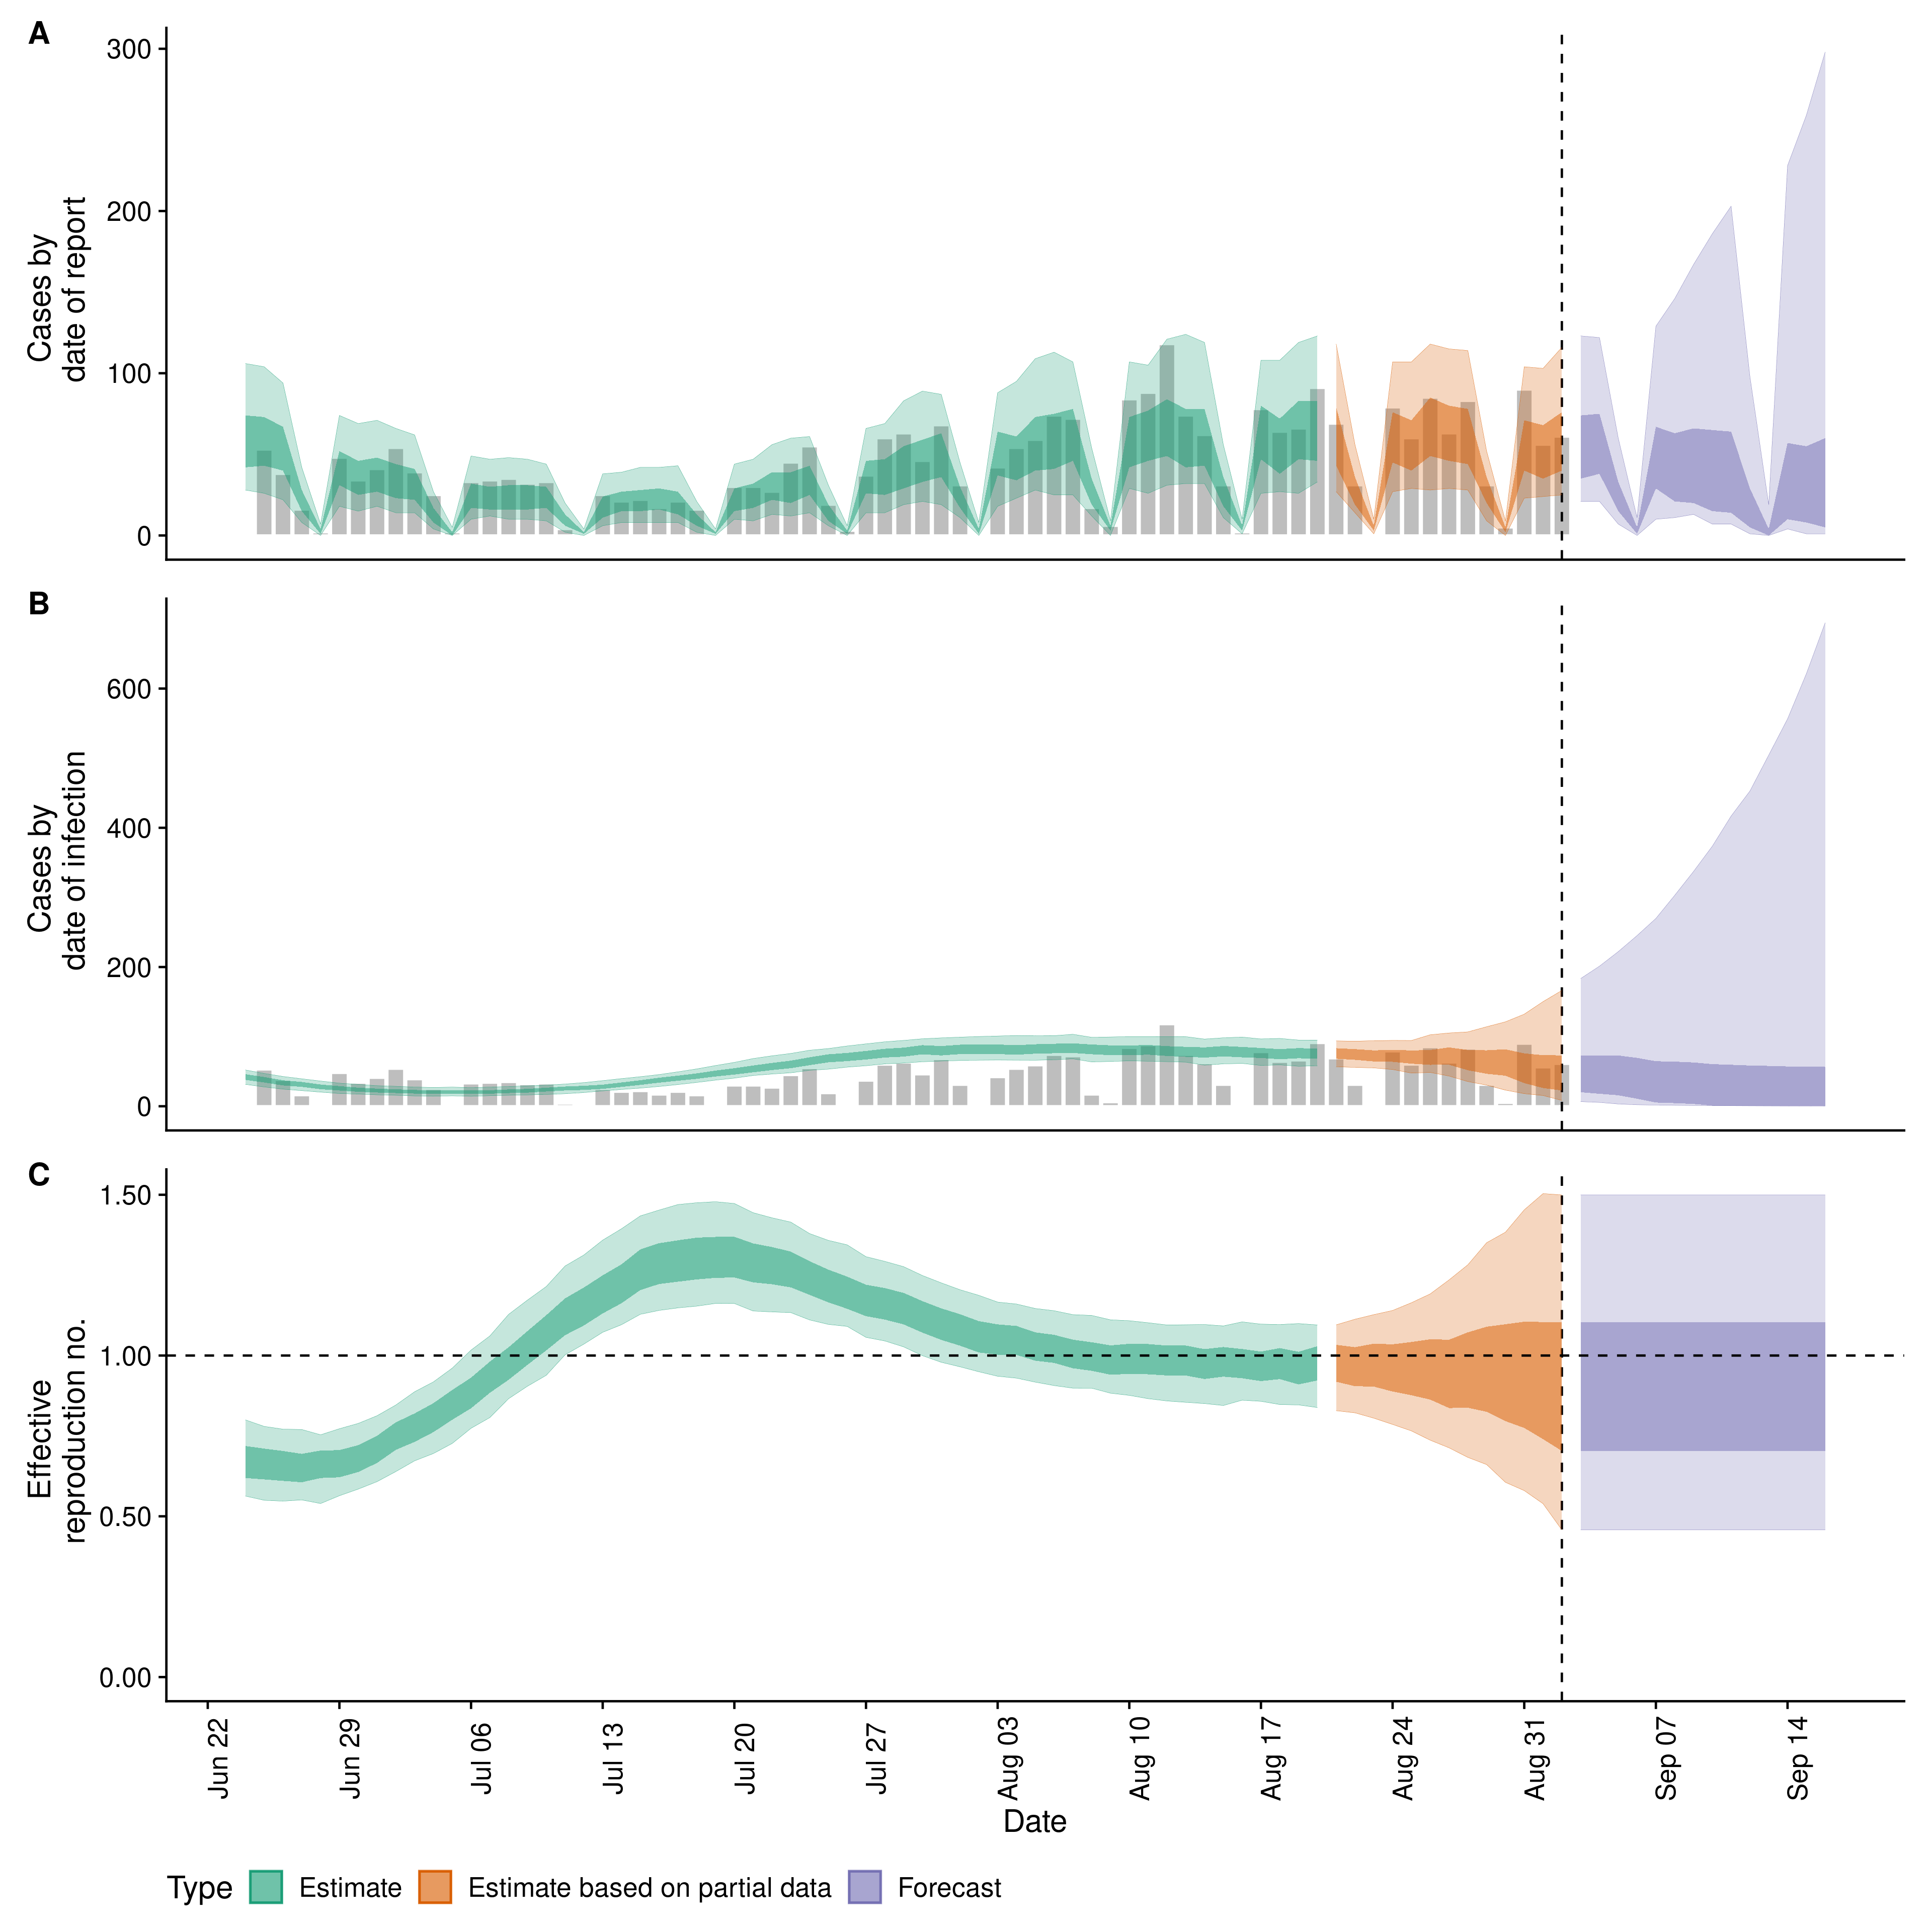 A
Cases by
date of report
300
200
100
0
B
Cases by
date of infection
600
400
200
0
C
Effective
reproduction no.
1.50
1.00
0.50
0.00
Jun 22
Jun 29
Jul 06
Jul 13
Jul 20
Jul 27
Aug 03
Aug 10
Aug 17
Aug 24
Aug 31
Sep 07
Sep 14
Date
Type Estimate Estimate based on partial data Forecast